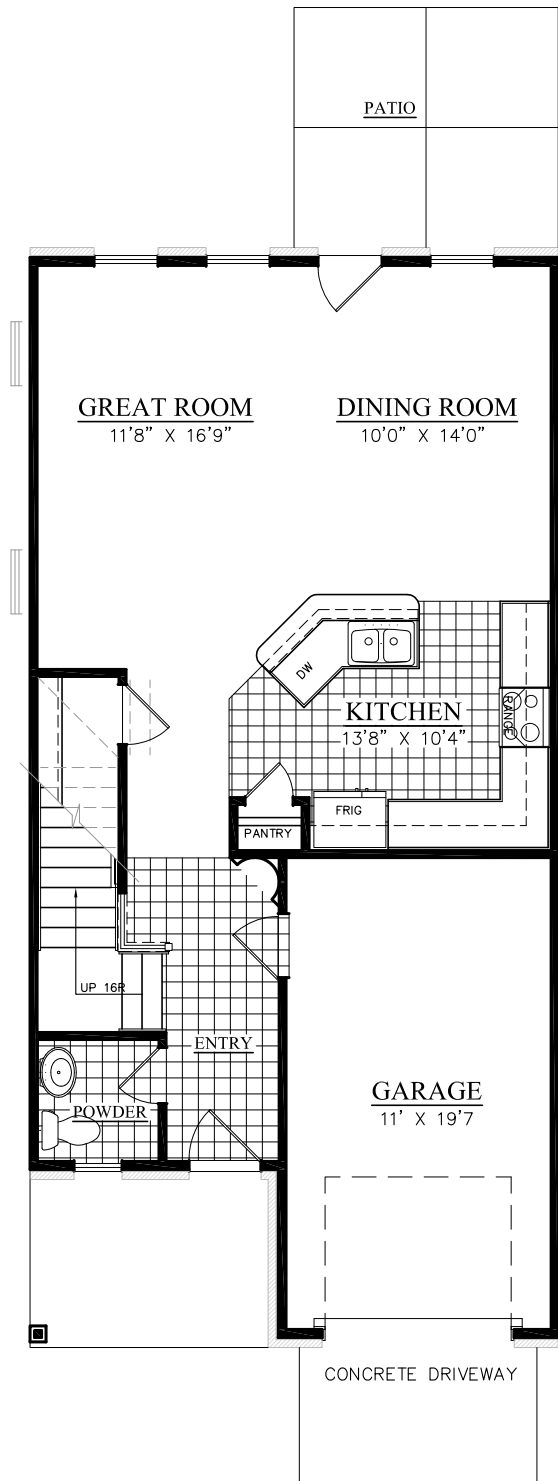 PATIO
GREAT ROOM
11'8" X 16'9"
DINING ROOM
10'0" X 14'0"
DW
KITCHEN
13'8" X 10'4"
RANGE
FRIG
PANTRY
UP 16R
ENTRY
POWDER
GARAGE
11' X 19'7
CONCRETE DRIVEWAY